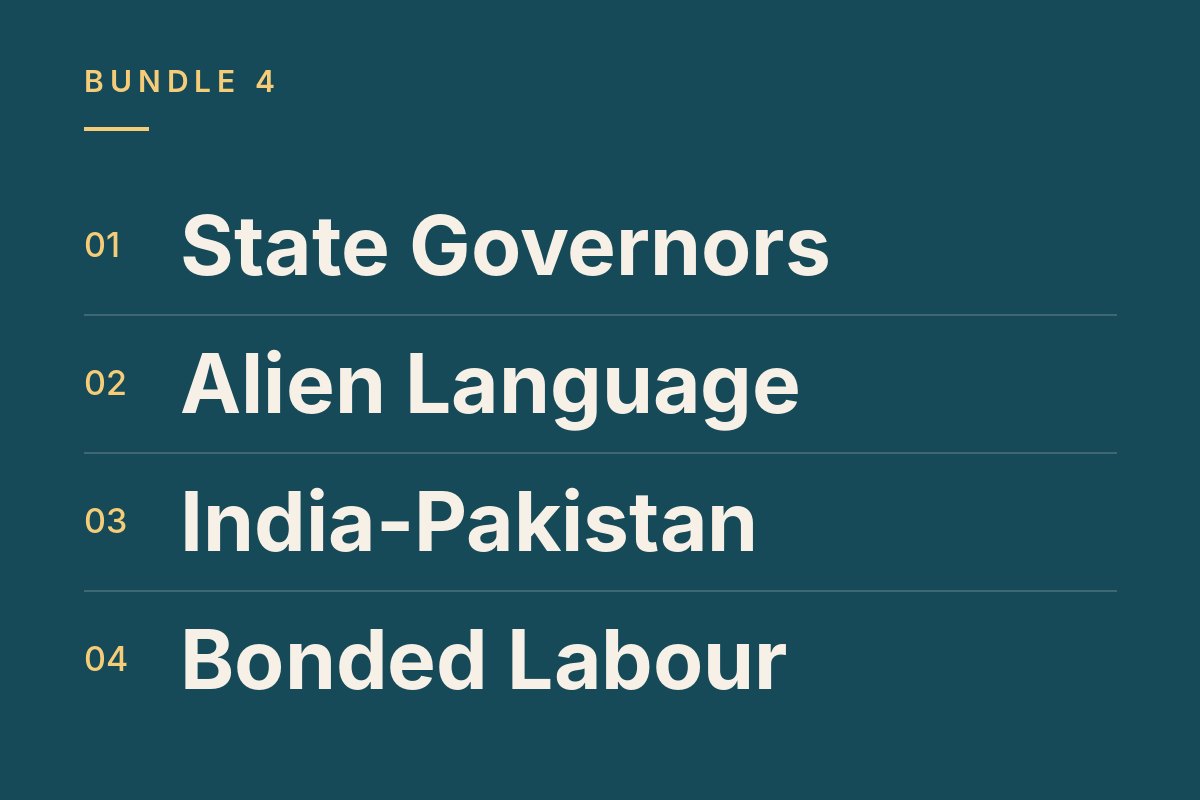 BUNDLE 4
01 State Governors
02 Alien Language
03 India-Pakistan
04 Bonded Labour